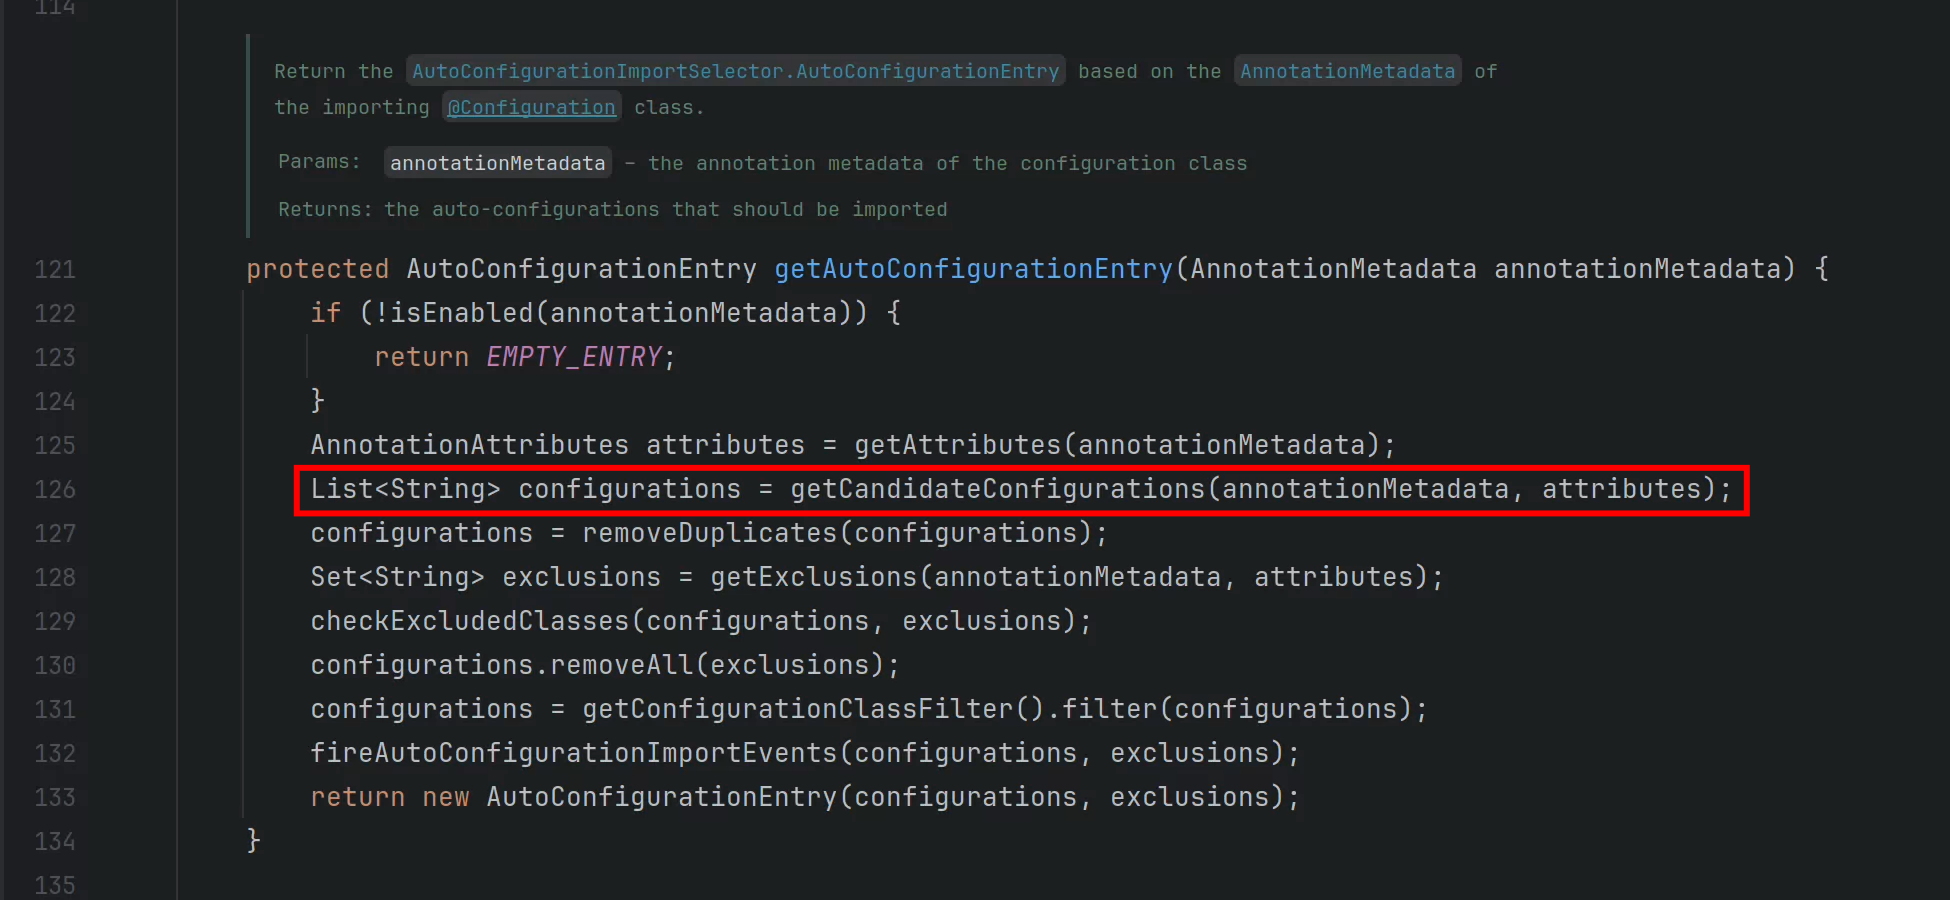 114
Return the AutoConfigurationImportSelector.AutoConfigurationEntry based on the AnnotationMetadata of
the importing @Configuration class.
Params: annotationMetadata – the annotation metadata of the configuration class
Returns: the auto-configurations that should be imported
121 protected AutoConfigurationEntry getAutoConfigurationEntry(AnnotationMetadata annotationMetadata) {
122 if (!isEnabled(annotationMetadata)) {
123 return EMPTY_ENTRY;
124 }
125 AnnotationAttributes attributes = getAttributes(annotationMetadata);
126 List<String> configurations = getCandidateConfigurations(annotationMetadata, attributes);
127 configurations = removeDuplicates(configurations);
128 Set<String> exclusions = getExclusions(annotationMetadata, attributes);
129 checkExcludedClasses(configurations, exclusions);
130 configurations.removeAll(exclusions);
131 configurations = getConfigurationClassFilter().filter(configurations);
132 fireAutoConfigurationImportEvents(configurations, exclusions);
133 return new AutoConfigurationEntry(configurations, exclusions);
134 }
135